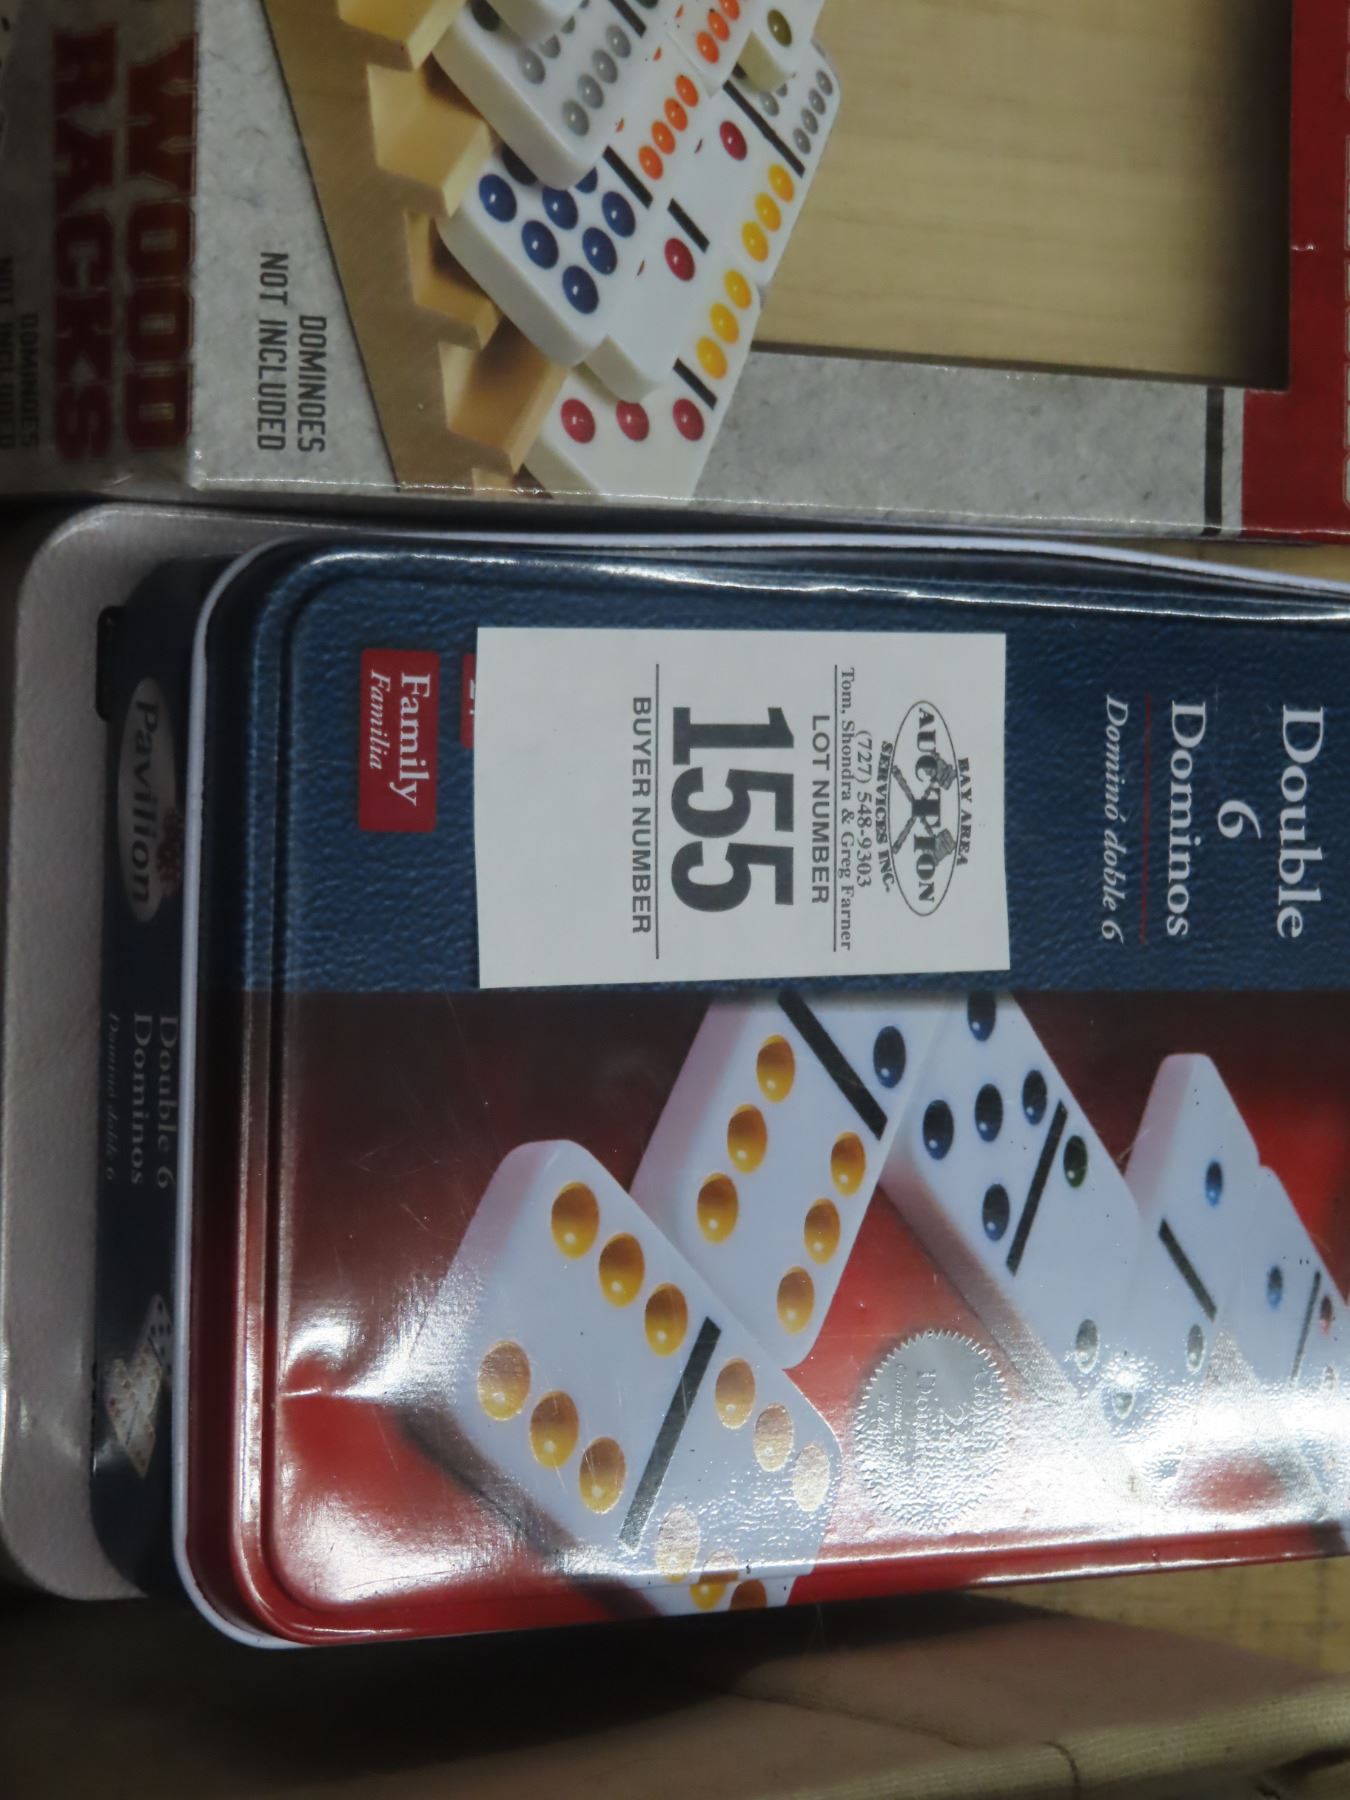 WOOD
RACKS
DOMINOES
NOT INCLUDED
DOMINOES
NOT INCLUDED
Double
6
Dominos
Dominó doble 6
BAY AREA
AUCTION
SERVICES INC.
(727) 548-9303
Tom, Shondra & Greg Farner
LOT NUMBER
155
BUYER NUMBER
Family
Familia
Pavilion
Double 6
Dominos
Dominó doble 6